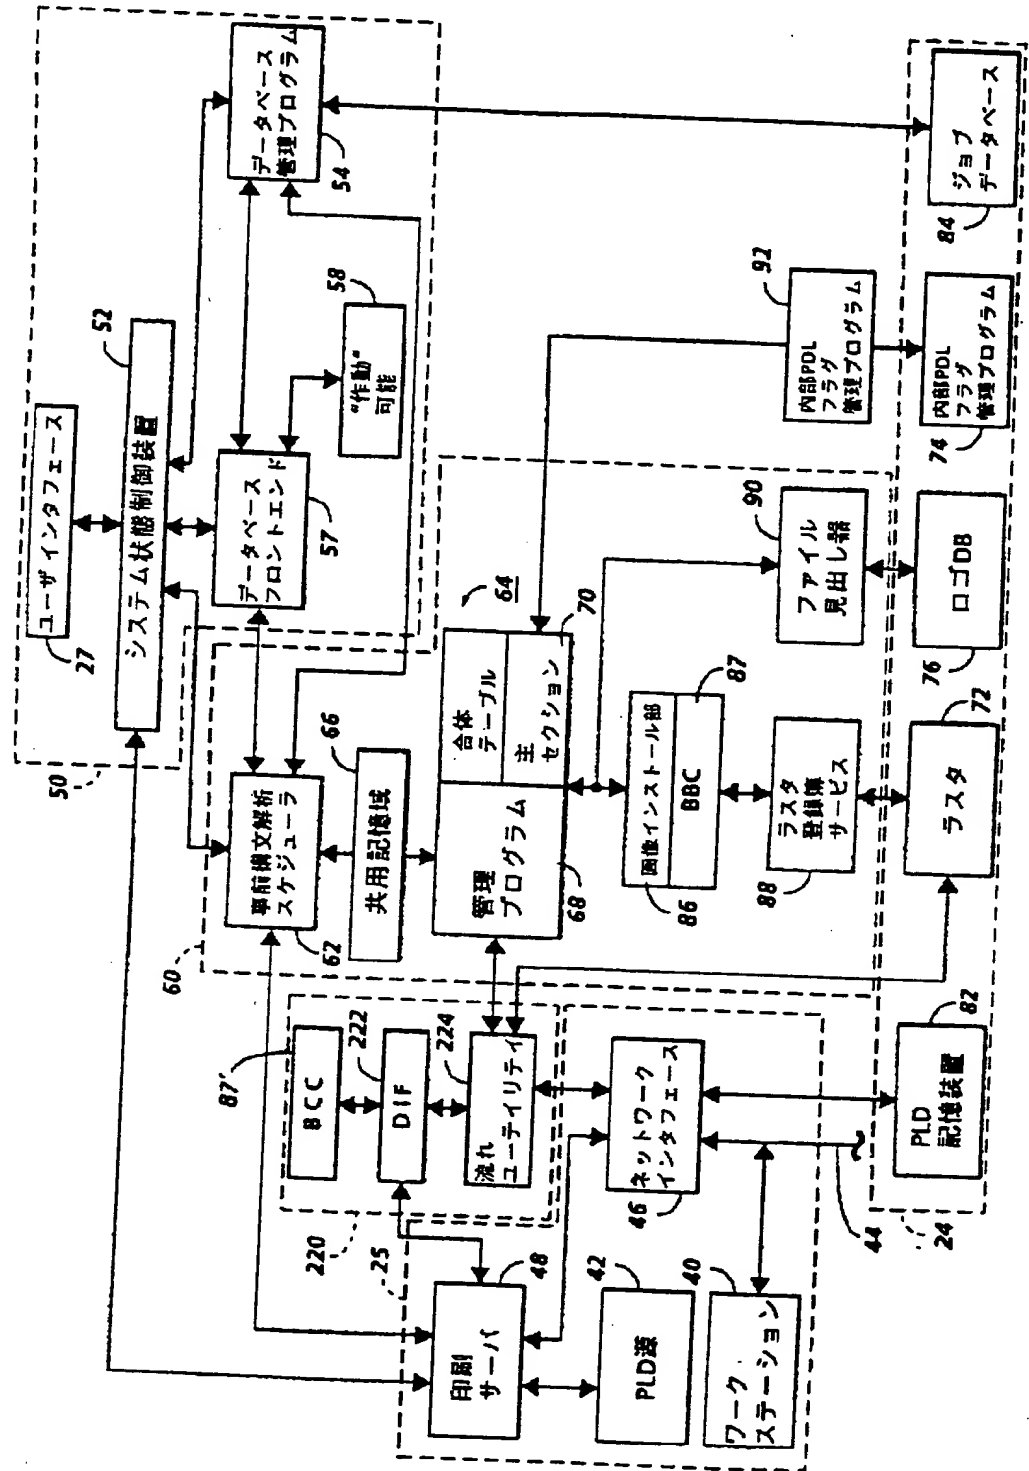 ユーザインタフェース
27
システム状態制御装置
52
データベース
管理プログラム
54
データベース
フロントエンド
57
"作動"
可能
58
50
事前構文解析
スケジューラ
62
共用記憶域
66
60
管理
プログラム
68
合体
テーブル
主
セクション
70
64
画像インストール部
86
BBC
87
ラスタ
登録簿
サービス
88
ファイル
見出し器
90
内部PDL
フラグ
管理プログラム
92
BCC
87'
DIF
222
流れ
ユーティリティ
224
220
印刷
サーバ
48
25
PLD源
42
ワーク
ステーション
40
ネットワーク
インタフェース
46
44
24
PLD
記憶装置
82
ラスタ
72
ロゴDB
76
内部PDL
フラグ
管理プログラム
74
ジョブ
データベース
84